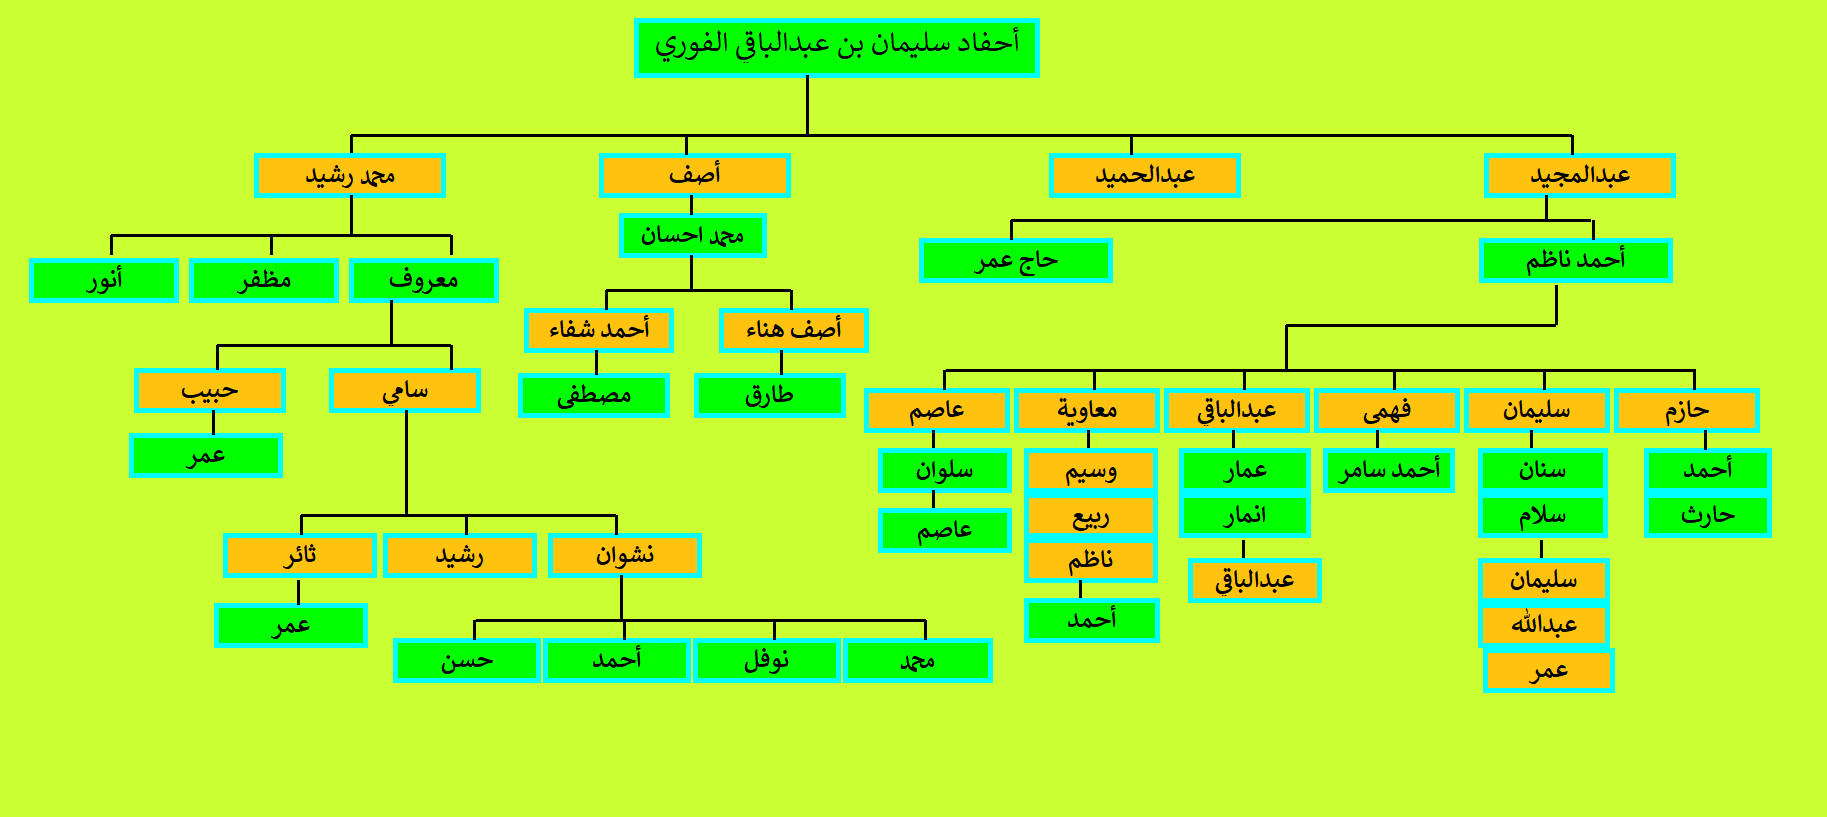 أحفاد سليمان بن عبدالباقي الفوري
عبدالمجيد
عبدالحميد
أصف
محمد رشيد
محمد احسان
أحمد ناظم
حاج عمر
معروف
مظفر
أنور
أصف هناء
أحمد شفاء
سامي
حبيب
طارق
مصطفى
حازم
سليمان
فهمى
عبدالباقي
معاوية
عاصم
عمر
أحمد
سنان
أحمد سامر
عمار
وسيم
سلوان
حارث
سلام
انمار
ربيع
عاصم
نشوان
رشيد
ثائر
ناظم
سليمان
عبدالباقي
أحمد
عبدالله
عمر
محمد
نوفل
أحمد
حسن
عمر